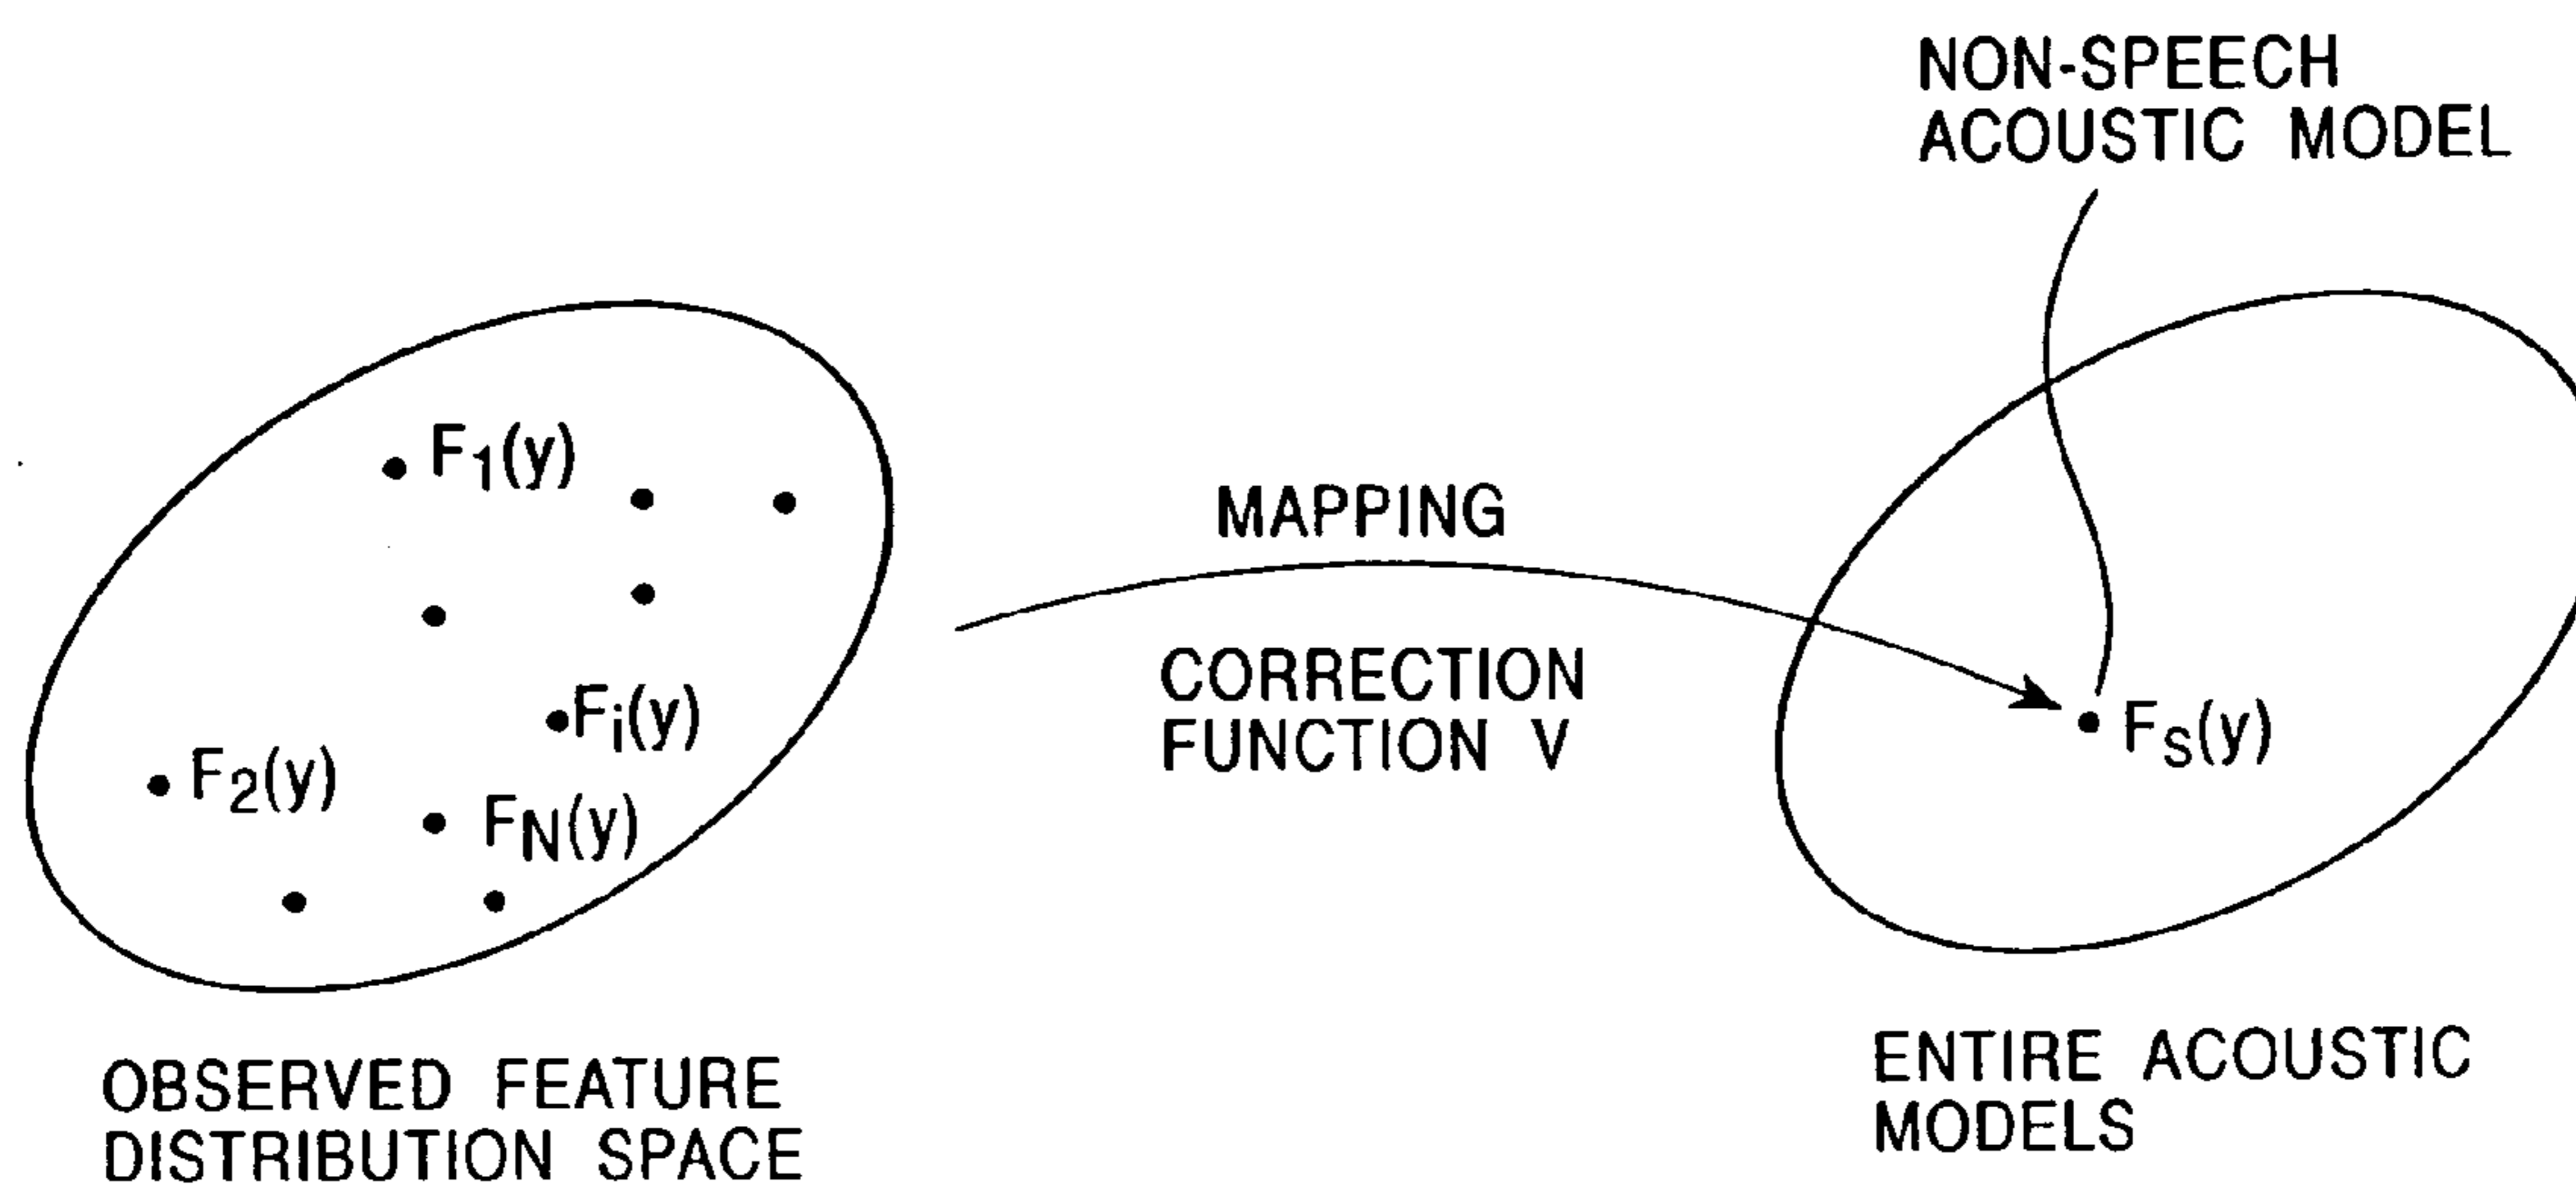 NON-SPEECH
ACOUSTIC MODEL
F1(y)
MAPPING
CORRECTION
FUNCTION V
Fi(y)
F2(y)
FN(y)
FS(y)
OBSERVED FEATURE
DISTRIBUTION SPACE
ENTIRE ACOUSTIC
MODELS